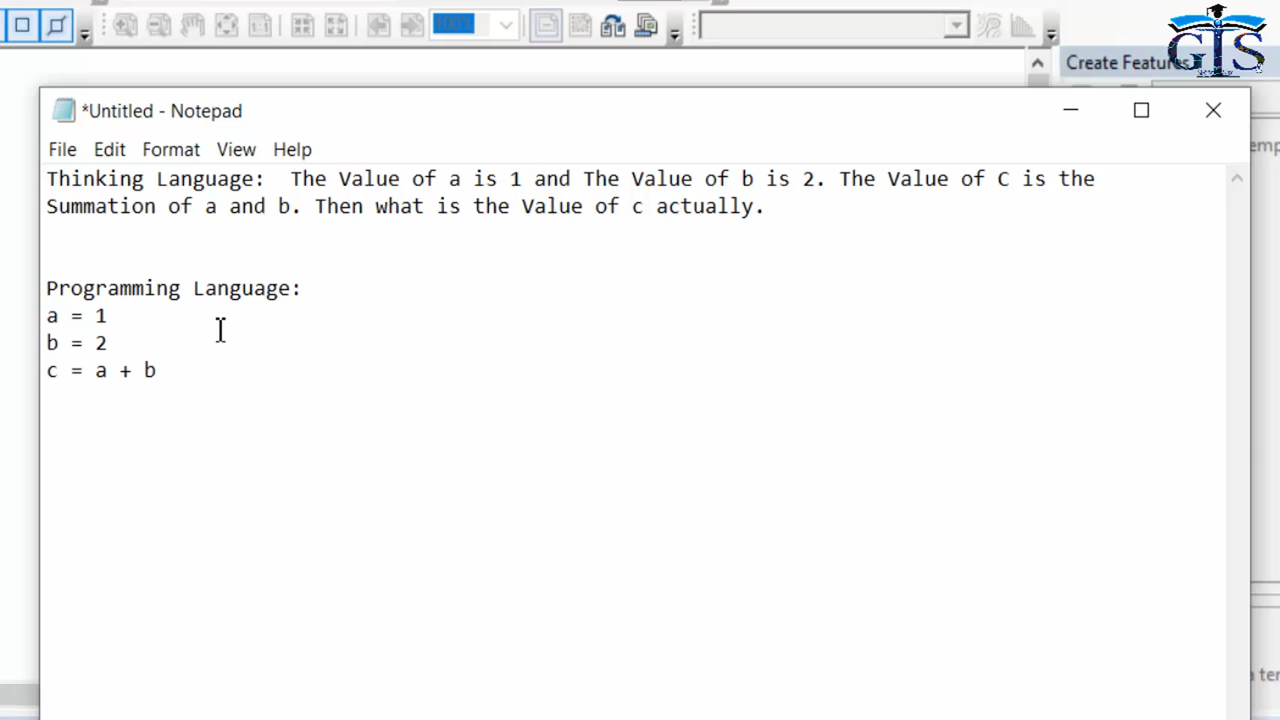 Create Features
GIS
*Untitled - Notepad
File Edit Format View Help
Thinking Language:  The Value of a is 1 and The Value of b is 2. The Value of C is the
Summation of a and b. Then what is the Value of c actually.
Programming Language:
a = 1
b = 2
c = a + b